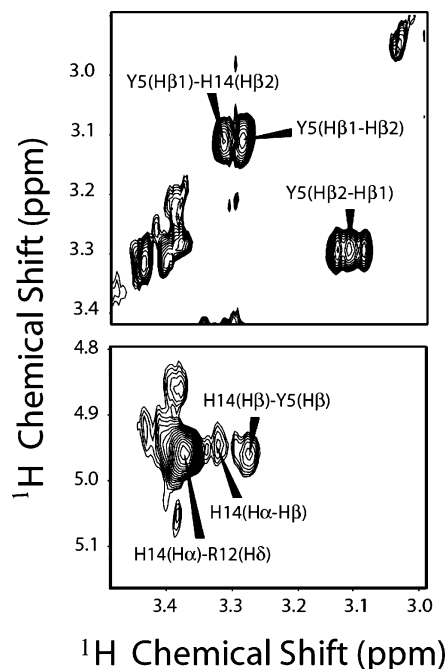 3.0
3.1
3.2
3.3
3.4
Y5(Hβ1)-H14(Hβ2)
Y5(Hβ1-Hβ2)
Y5(Hβ2-Hβ1)
4.8
4.9
5.0
5.1
H14(Hβ)-Y5(Hβ)
H14(Hα-Hβ)
H14(Hα)-R12(Hδ)
3.4 3.3 3.2 3.1 3.0
1H Chemical Shift (ppm)
1H Chemical Shift (ppm)